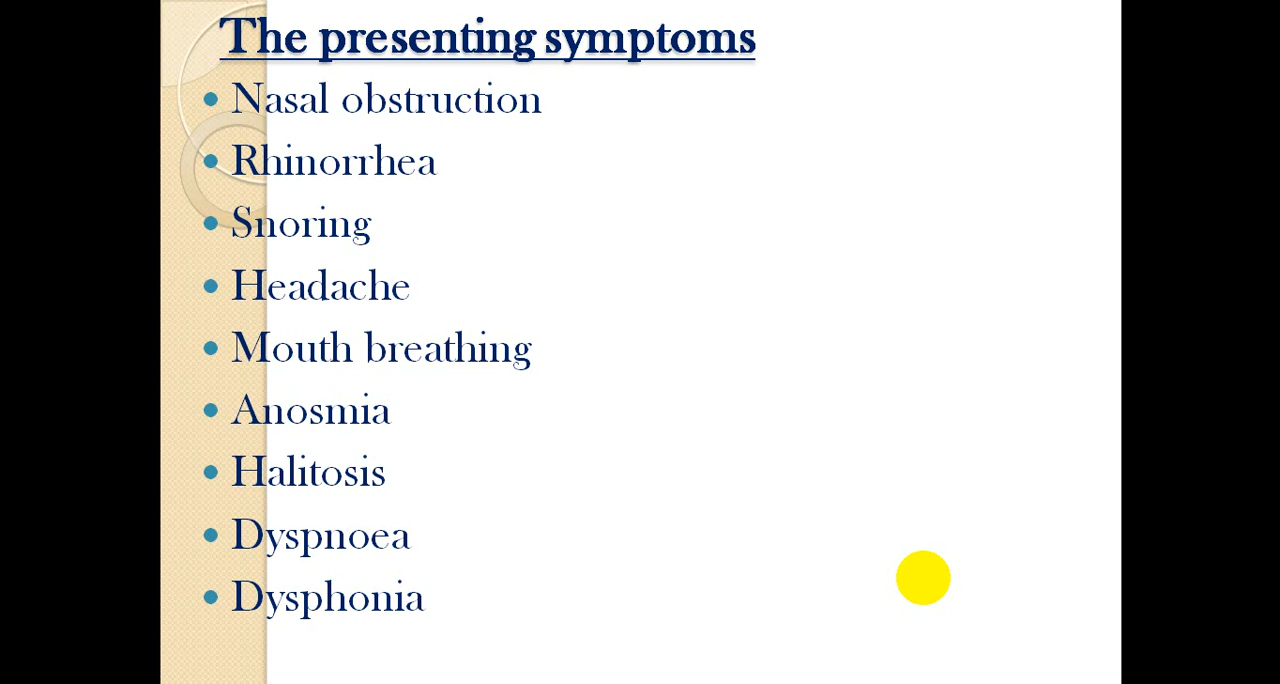 The presenting symptoms
Nasal obstruction
Rhinorrhea
Snoring
Headache
Mouth breathing
Anosmia
Halitosis
Dyspnoea
Dysphonia